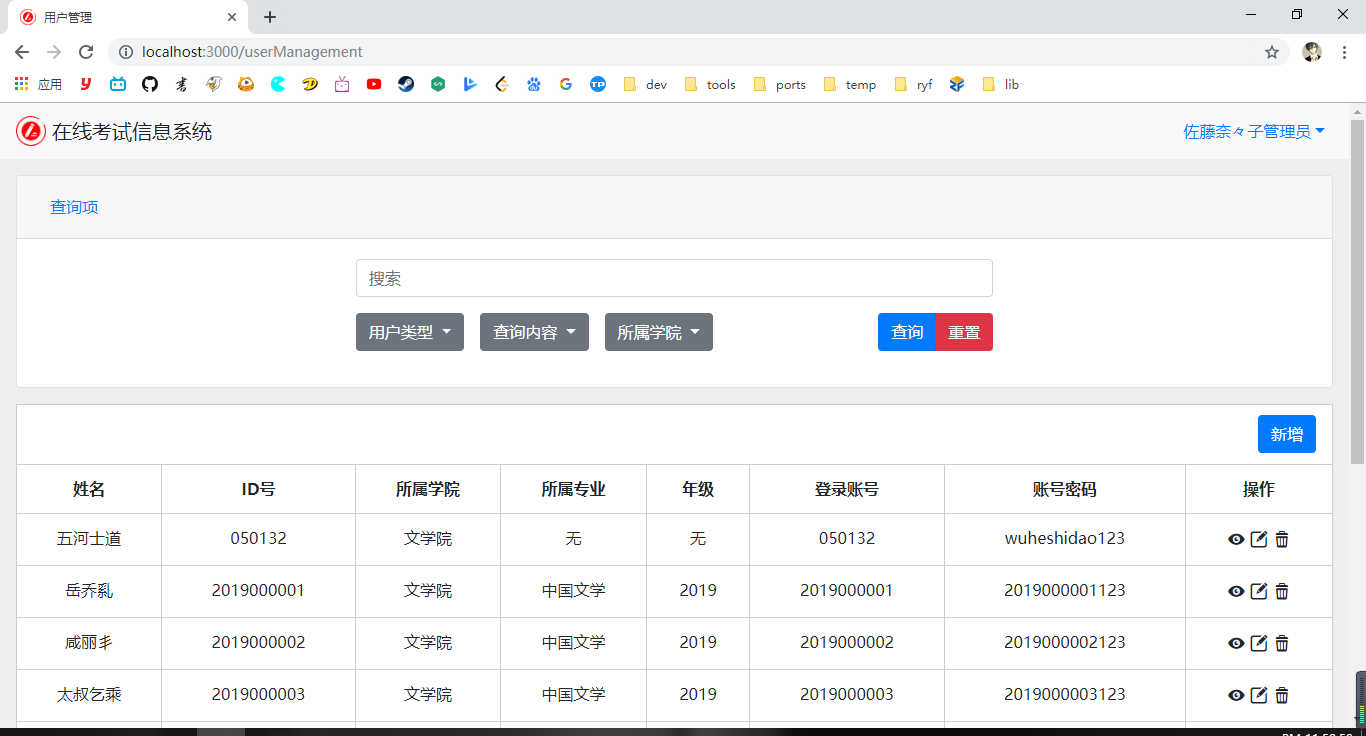 用户管理
localhost:3000/userManagement
应用 dev tools ports temp ryf lib
在线考试信息系统 佐藤奈々子管理员
查询项
搜索
用户类型 查询内容 所属学院 查询 重置
新增
姓名 ID号 所属学院 所属专业 年级 登录账号 账号密码 操作
五河士道 050132 文学院 无 无 050132 wuheshidao123
岳乔亂 2019000001 文学院 中国文学 2019 2019000001 2019000001123
咸丽丯 2019000002 文学院 中国文学 2019 2019000002 2019000002123
太叔乞乘 2019000003 文学院 中国文学 2019 2019000003 2019000003123